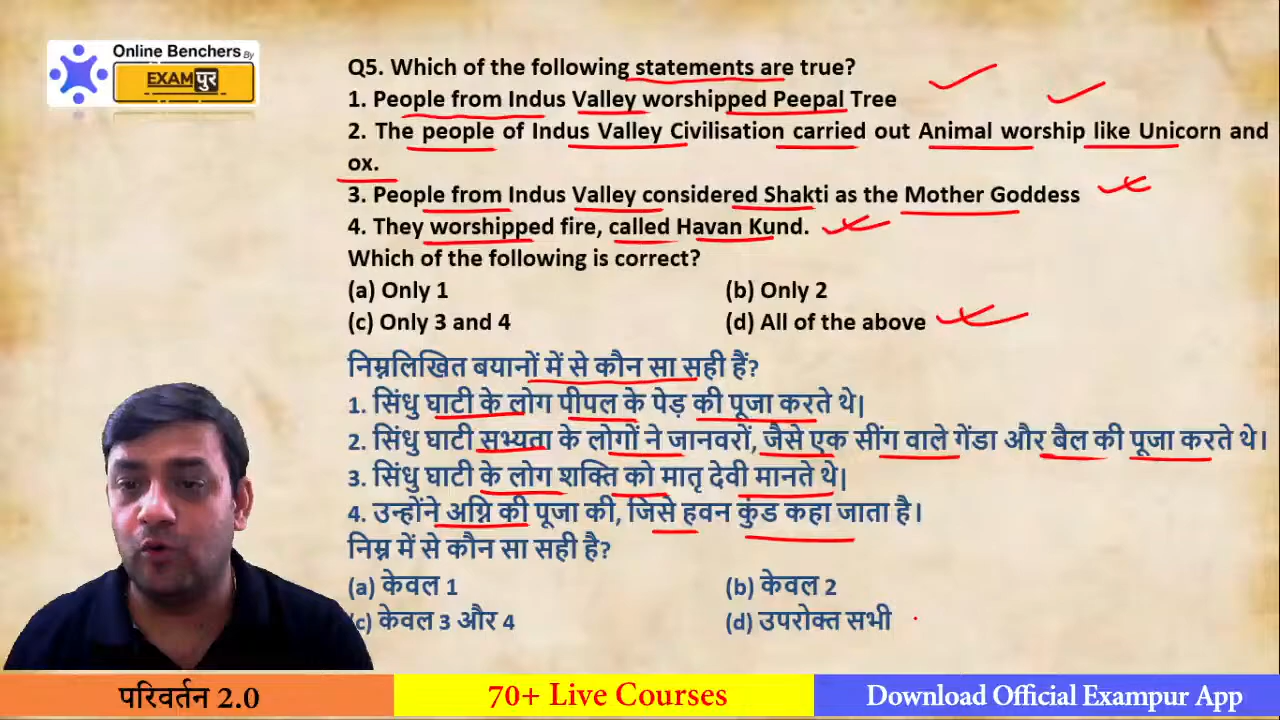 Online Benchers By
EXAMपुर
Q5. Which of the following statements are true?
1. People from Indus Valley worshipped Peepal Tree
2. The people of Indus Valley Civilisation carried out Animal worship like Unicorn and
ox.
3. People from Indus Valley considered Shakti as the Mother Goddess
4. They worshipped fire, called Havan Kund.
Which of the following is correct?
(a) Only 1 (b) Only 2
(c) Only 3 and 4 (d) All of the above
निम्नलिखित बयानों में से कौन सा सही हैं?
1. सिंधु घाटी के लोग पीपल के पेड़ की पूजा करते थे|
2. सिंधु घाटी सभ्यता के लोगों ने जानवरों, जैसे एक सींग वाले गेंडा और बैल की पूजा करते थे|
3. सिंधु घाटी के लोग शक्ति को मातृ देवी मानते थे|
4. उन्होंने अग्नि की पूजा की, जिसे हवन कुंड कहा जाता है।
निम्न में से कौन सा सही है?
(a) केवल 1 (b) केवल 2
(c) केवल 3 और 4 (d) उपरोक्त सभी
परिवर्तन 2.0 70+ Live Courses Download Official Exampur App